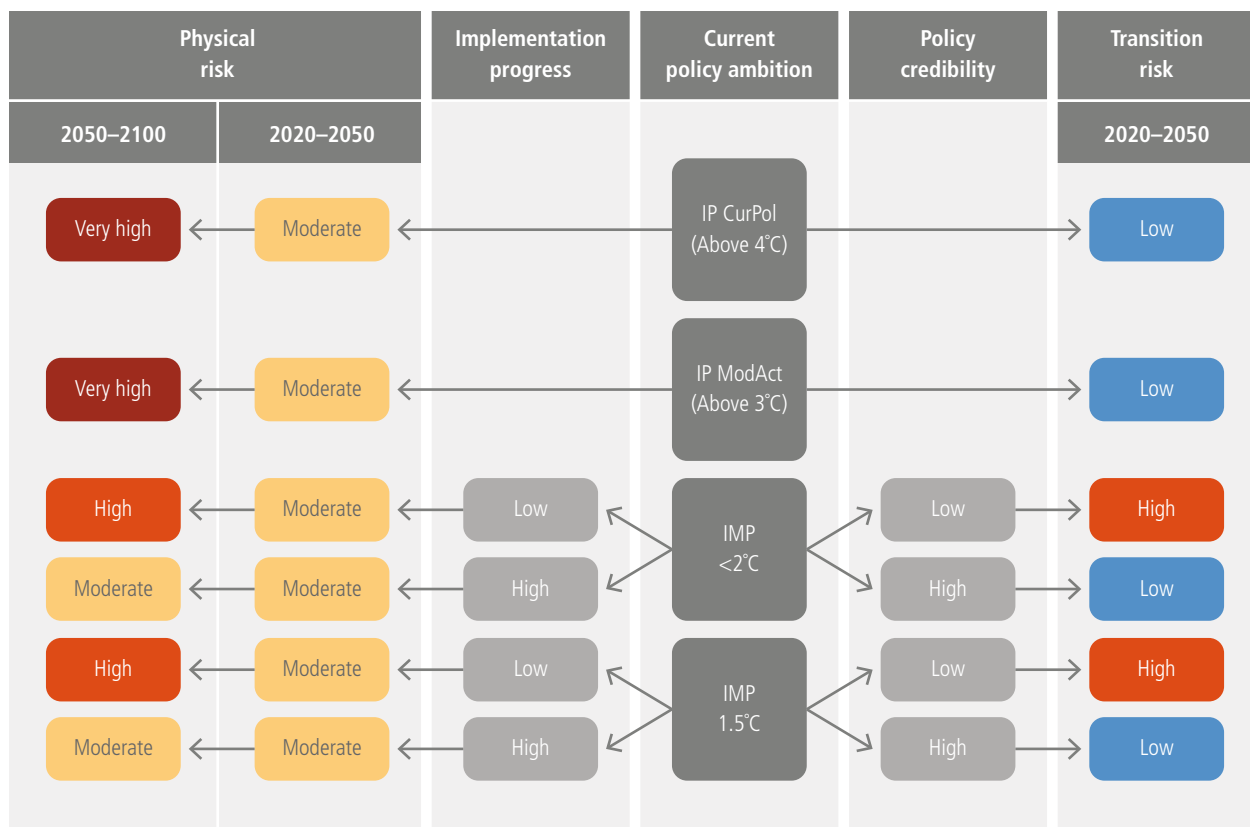 Physical
risk
Implementation
progress
Current
policy ambition
Policy
credibility
Transition
risk
2050–2100
2020–2050
2020–2050
Very high
Moderate
IP CurPol
(Above 4˚C)
Low
Very high
Moderate
IP ModAct
(Above 3˚C)
Low
High
Moderate
Low
IMP
<2˚C
Low
High
Moderate
Moderate
High
High
Low
High
Moderate
Low
IMP
1.5˚C
Low
High
Moderate
Moderate
High
High
Low